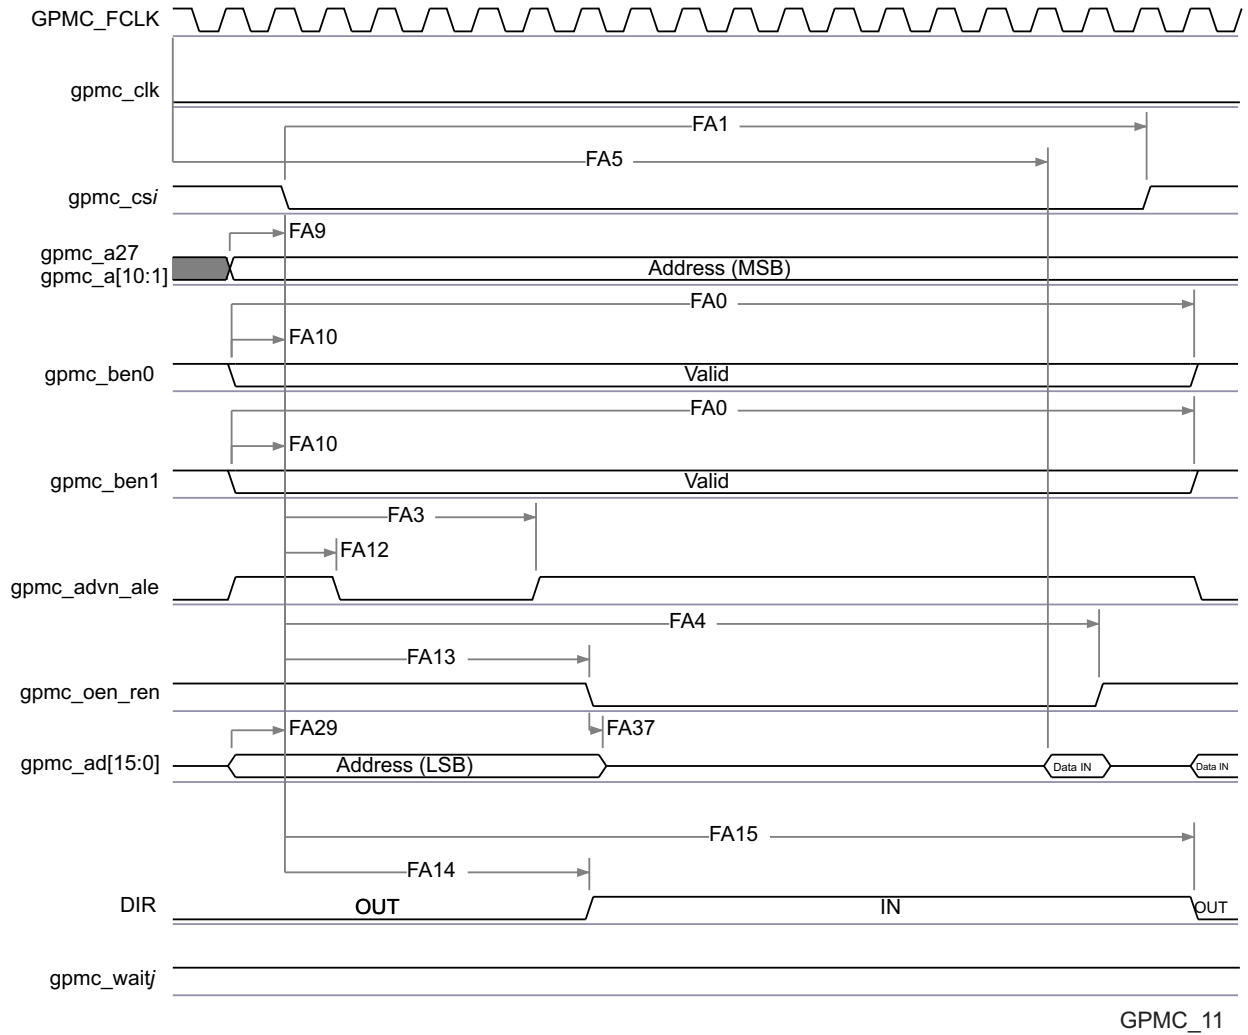 GPMC_FCLK
gpmc_clk
FA1
FA5
gpmc_csi
FA9
gpmc_a27
gpmc_a[10:1]
Address (MSB)
FA0
FA10
gpmc_ben0
Valid
FA0
FA10
gpmc_ben1
Valid
FA3
FA12
gpmc_advn_ale
FA4
FA13
gpmc_oen_ren
FA29
FA37
gpmc_ad[15:0]
Address (LSB)
Data IN
Data IN
FA15
FA14
DIR
OUT
IN
OUT
gpmc_waitj
GPMC_11